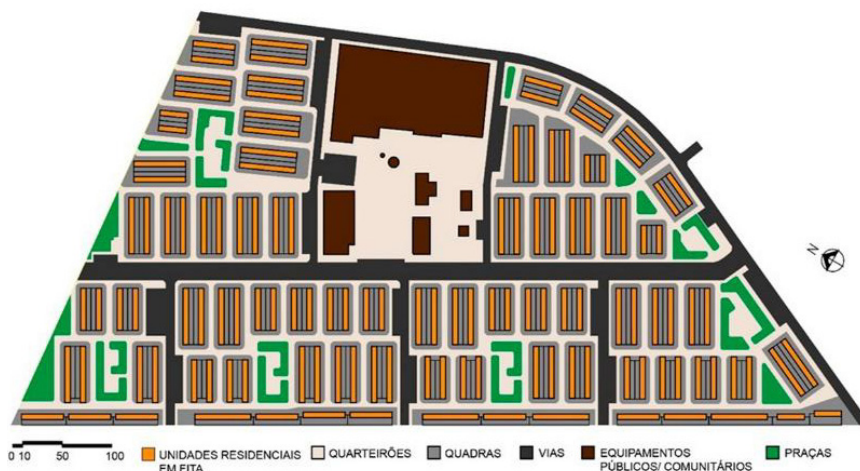 N
0 10 50 100
UNIDADES RESIDENCIAIS
EM FITA
QUARTEIRÕES
QUADRAS
VIAS
EQUIPAMENTOS
PÚBLICOS/ COMUNITÁRIOS
PRAÇAS